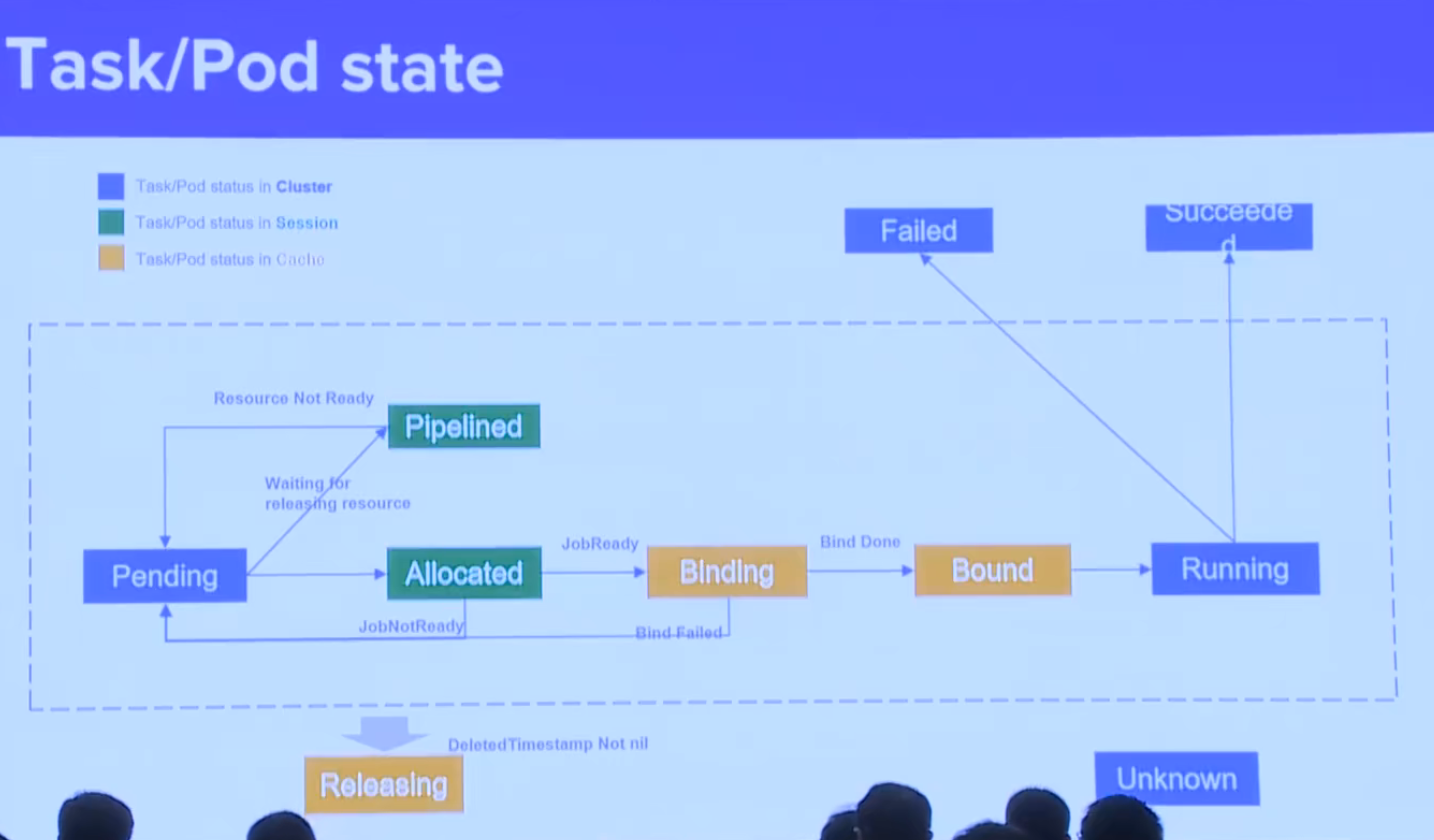 Task/Pod state
Task/Pod status in Cluster
Task/Pod status in Session
Task/Pod status in Cache
Failed
Succeede
d
Resource Not Ready
Pipelined
Waiting for
releasing resource
Pending
Allocated
JobReady
Binding
Bind Done
Bound
Running
JobNotReady
Bind Failed
DeletedTimestamp Not nil
Releasing
Unknown